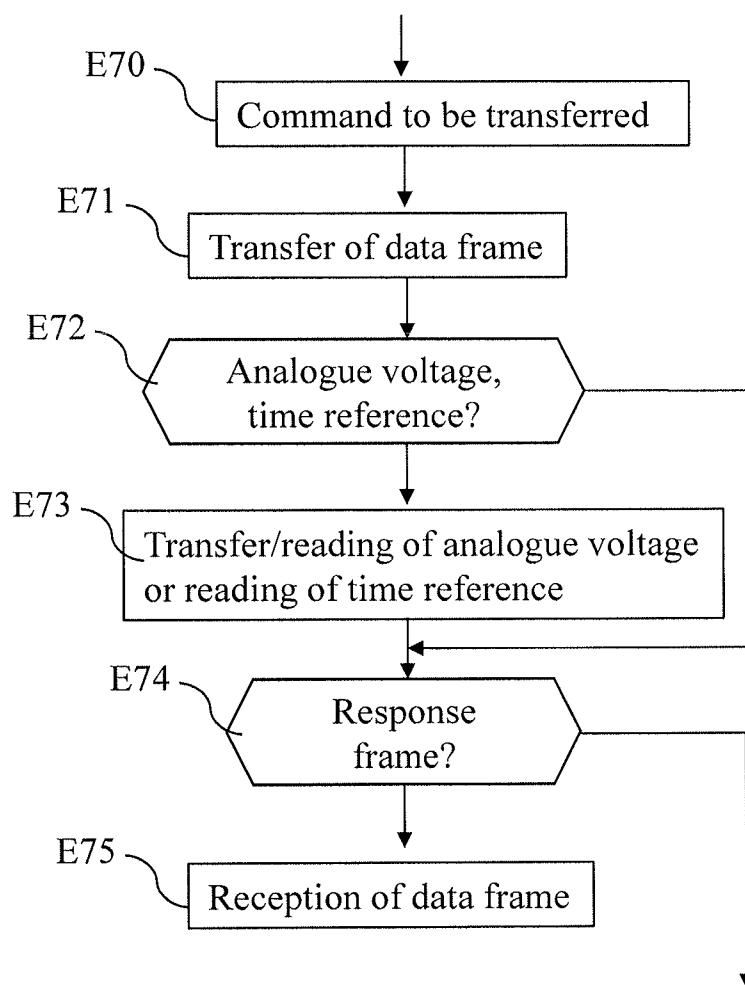 E70
Command to be transferred
E71
Transfer of data frame
E72
Analogue voltage,
time reference?
E73
Transfer/reading of analogue voltage
or reading of time reference
E74
Response
frame?
E75
Reception of data frame